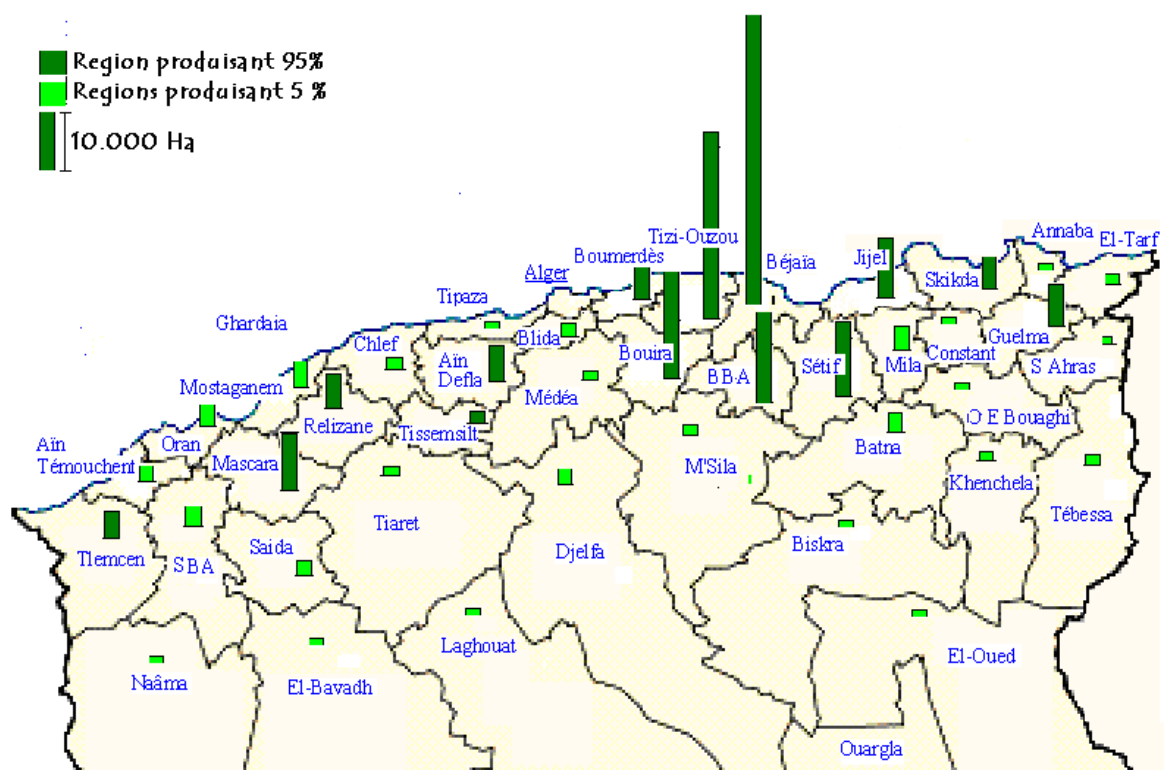 Region produisant 95%
Regions produisant 5 %
10.000 Ha
Annaba
El-Tarf
Tizi-Ouzou
Boumerdès
Béjaïa
Jijel
Alger
Skikda
Tipaza
Ghardaia
Blida
Chlef
Bouira
Guelma
Constant
Aïn
Defla
BBA
Sétif
Mila
S Ahras
Mostaganem
Médéa
O E Bouaghi
Relizane
Tissemsilt
Aïn
Témouchent
Oran
Mascara
M'Sila
Batna
Khenchela
Tébessa
Tiaret
Saida
Biskra
Djelfa
Tlemcen
SBA
Laghouat
El-Oued
Naâma
El-Bavadh
Ouargla